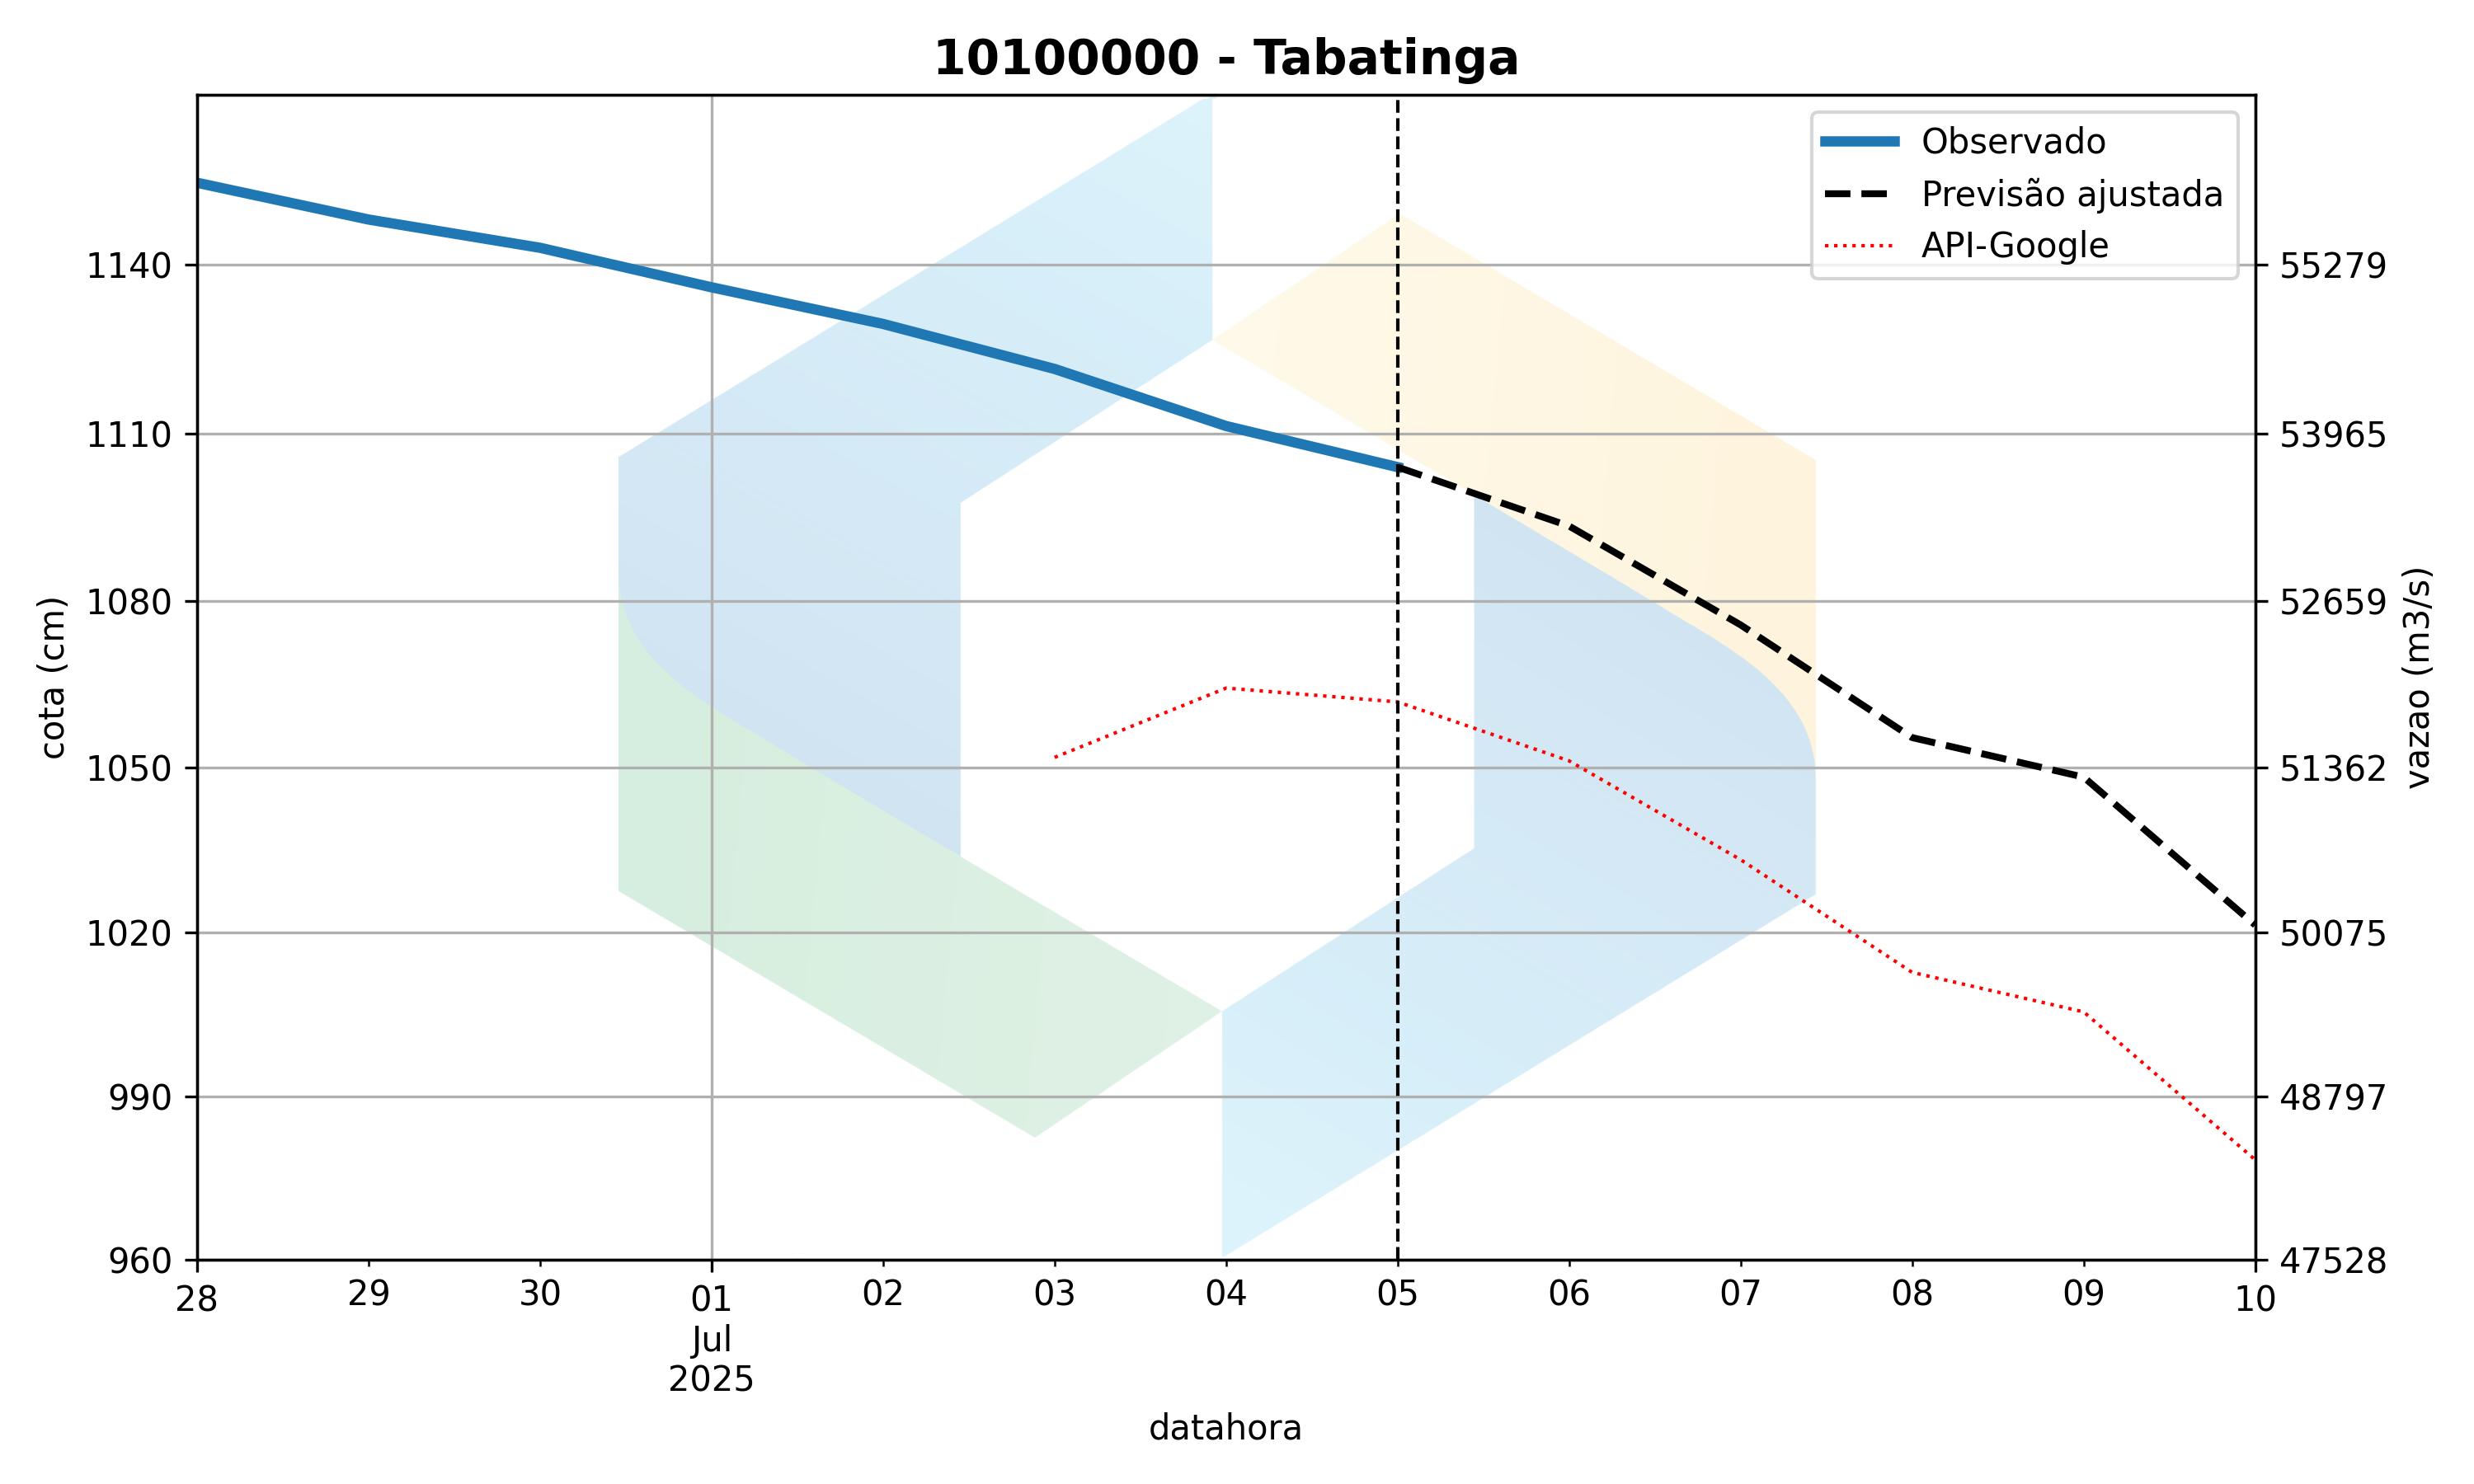 10100000 - Tabatinga
Observado
Previsão ajustada
API-Google
1140
1110
1080
1050
1020
990
960
cota (cm)
55279
53965
52659
51362
50075
48797
47528
vazao (m3/s)
28 29 30 01 02 03 04 05 06 07 08 09 10
Jul
2025
datahora